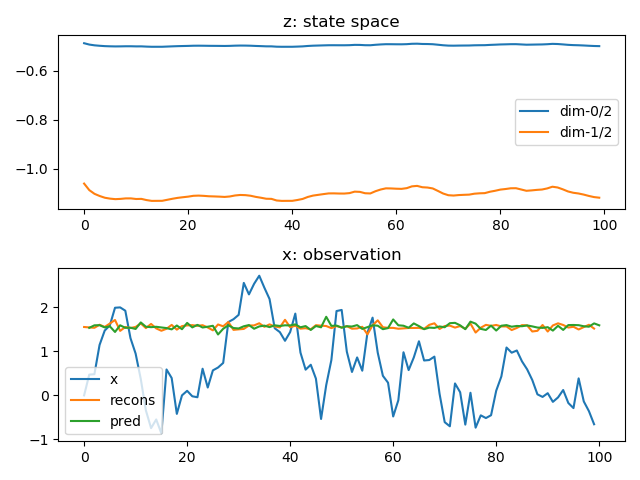 z: state space
−0.6
−0.8
−1.0
dim-0/2
dim-1/2
0 20 40 60 80 100
x: observation
2
1
0
−1
x
recons
pred
0 20 40 60 80 100